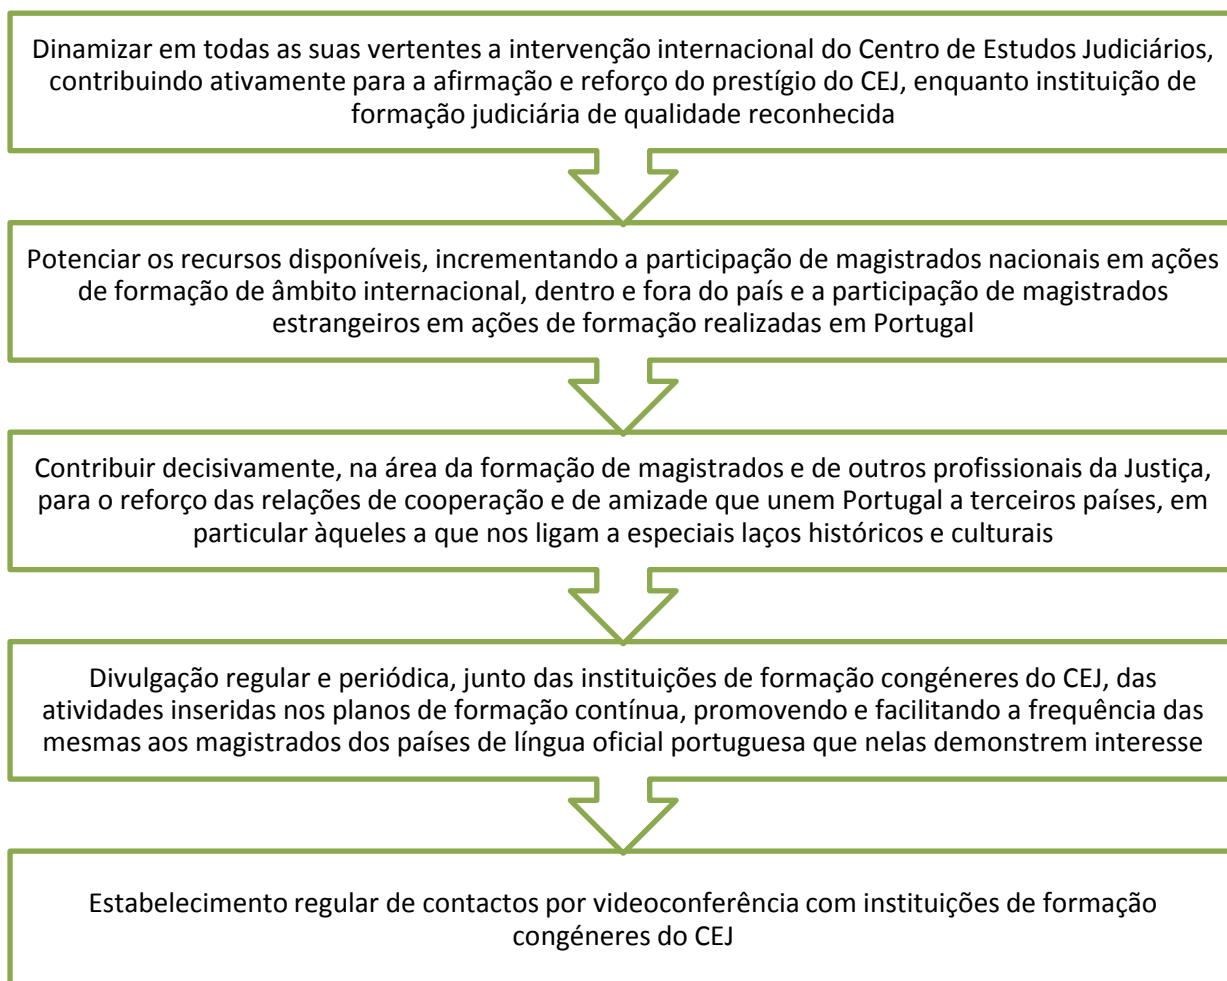 Dinamizar em todas as suas vertentes a intervenção internacional do Centro de Estudos Judiciários,
contribuindo ativamente para a afirmação e reforço do prestígio do CEJ, enquanto instituição de
formação judiciária de qualidade reconhecida
Potenciar os recursos disponíveis, incrementando a participação de magistrados nacionais em ações
de formação de âmbito internacional, dentro e fora do país e a participação de magistrados
estrangeiros em ações de formação realizadas em Portugal
Contribuir decisivamente, na área da formação de magistrados e de outros profissionais da Justiça,
para o reforço das relações de cooperação e de amizade que unem Portugal a terceiros países, em
particular àqueles a que nos ligam a especiais laços históricos e culturais
Divulgação regular e periódica, junto das instituições de formação congéneres do CEJ, das
atividades inseridas nos planos de formação contínua, promovendo e facilitando a frequência das
mesmas aos magistrados dos países de língua oficial portuguesa que nelas demonstrem interesse
Estabelecimento regular de contactos por videoconferência com instituições de formação
congéneres do CEJ